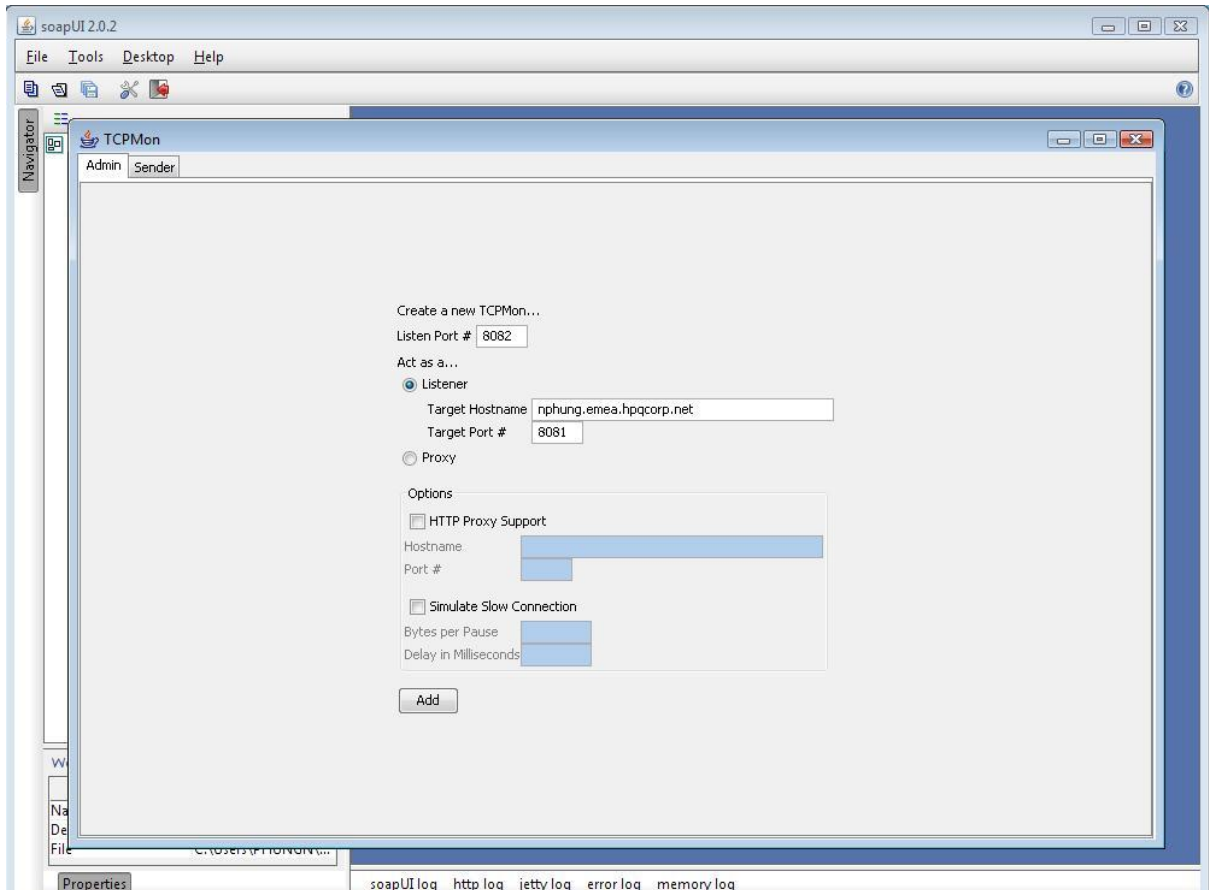 soapUI 2.0.2
File Tools Desktop Help
Navigator
TCPMon
Admin Sender
Create a new TCPMon...
Listen Port # 8082
Act as a...
Listener
Target Hostname nphung.emea.hpqcorp.net
Target Port # 8081
Proxy
Options
HTTP Proxy Support
Hostname
Port #
Simulate Slow Connection
Bytes per Pause
Delay in Milliseconds
Add
File
Properties
soapUI log http log jetty log error log memory log